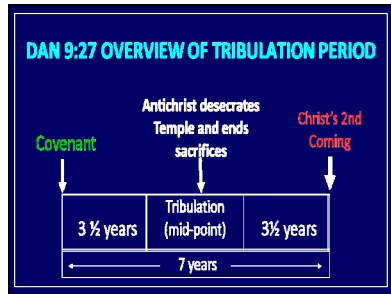 DAN 9:27 OVERVIEW OF TRIBULATION PERIOD
Antichrist desecrates
Temple and ends
sacrifices
Christ's 2nd
Coming
Covenant
3 ½ years
Tribulation
(mid-point)
3½ years
7 years